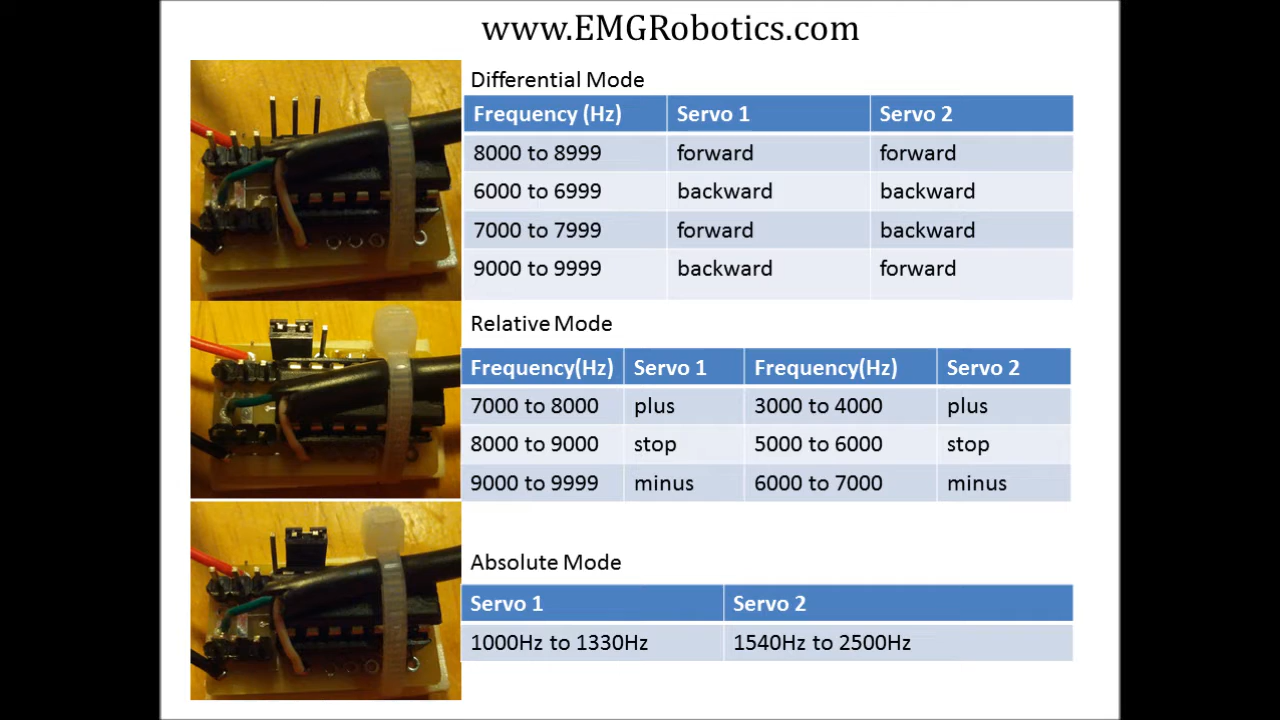 www.EMGRobotics.com
Differential Mode
Frequency (Hz) Servo 1 Servo 2
8000 to 8999 forward forward
6000 to 6999 backward backward
7000 to 7999 forward backward
9000 to 9999 backward forward
Relative Mode
Frequency(Hz) Servo 1 Frequency(Hz) Servo 2
7000 to 8000 plus 3000 to 4000 plus
8000 to 9000 stop 5000 to 6000 stop
9000 to 9999 minus 6000 to 7000 minus
Absolute Mode
Servo 1 Servo 2
1000Hz to 1330Hz 1540Hz to 2500Hz